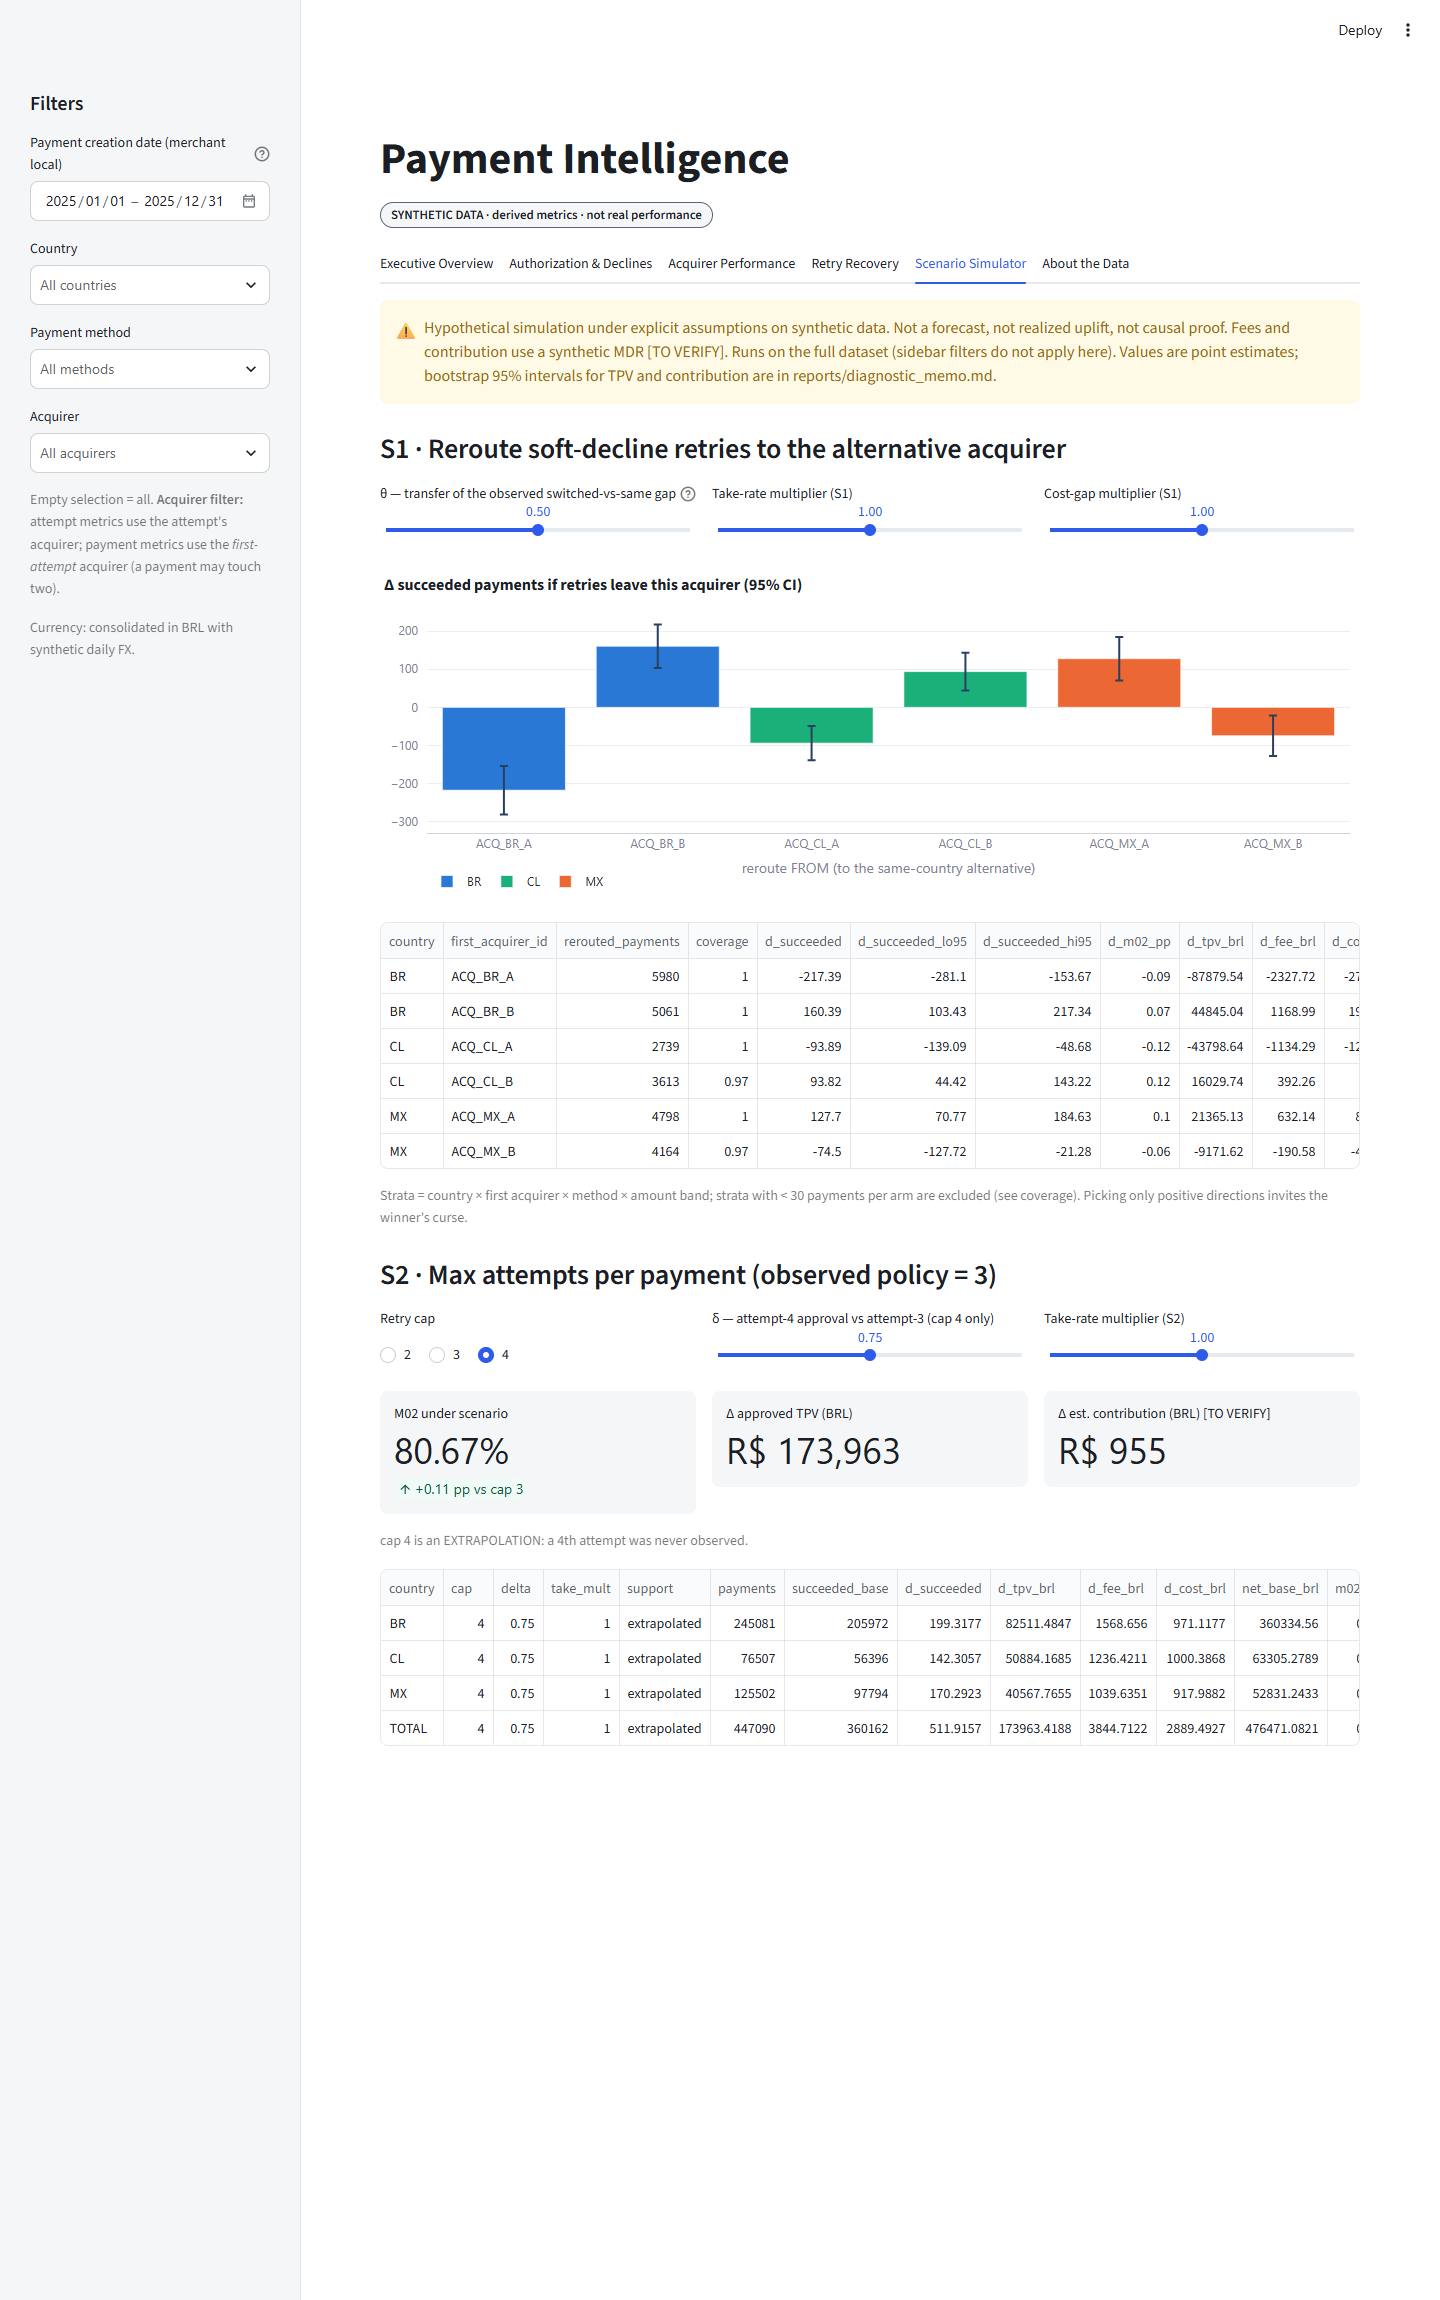 Deploy
Filters
Payment creation date (merchant
local)
2025/01/01 – 2025/12/31
Country
All countries
Payment method
All methods
Acquirer
All acquirers
Empty selection = all. Acquirer filter:
attempt metrics use the attempt's
acquirer; payment metrics use the first-
attempt acquirer (a payment may touch
two).
Currency: consolidated in BRL with
synthetic daily FX.
Payment Intelligence
SYNTHETIC DATA · derived metrics · not real performance
Executive Overview Authorization & Declines Acquirer Performance Retry Recovery Scenario Simulator About the Data
Hypothetical simulation under explicit assumptions on synthetic data. Not a forecast, not realized uplift, not causal proof. Fees and
contribution use a synthetic MDR [TO VERIFY]. Runs on the full dataset (sidebar filters do not apply here). Values are point estimates;
bootstrap 95% intervals for TPV and contribution are in reports/diagnostic_memo.md.
S1 · Reroute soft-decline retries to the alternative acquirer
θ — transfer of the observed switched-vs-same gap Take-rate multiplier (S1) Cost-gap multiplier (S1)
0.50 1.00 1.00
Δ succeeded payments if retries leave this acquirer (95% CI)
200
100
0
−100
−200
−300
ACQ_BR_A ACQ_BR_B ACQ_CL_A ACQ_CL_B ACQ_MX_A ACQ_MX_B
reroute FROM (to the same-country alternative)
BR CL MX
country first_acquirer_id rerouted_payments coverage d_succeeded d_succeeded_lo95 d_succeeded_hi95 d_m02_pp d_tpv_brl d_fee_brl d_co
BR ACQ_BR_A 5980 1 -217.39 -281.1 -153.67 -0.09 -87879.54 -2327.72 -27
BR ACQ_BR_B 5061 1 160.39 103.43 217.34 0.07 44845.04 1168.99 19
CL ACQ_CL_A 2739 1 -93.89 -139.09 -48.68 -0.12 -43798.64 -1134.29 -12
CL ACQ_CL_B 3613 0.97 93.82 44.42 143.22 0.12 16029.74 392.26
MX ACQ_MX_A 4798 1 127.7 70.77 184.63 0.1 21365.13 632.14
MX ACQ_MX_B 4164 0.97 -74.5 -127.72 -21.28 -0.06 -9171.62 -190.58
Strata = country × first acquirer × method × amount band; strata with < 30 payments per arm are excluded (see coverage). Picking only positive directions invites the
winner's curse.
S2 · Max attempts per payment (observed policy = 3)
Retry cap δ — attempt-4 approval vs attempt-3 (cap 4 only) Take-rate multiplier (S2)
2 3 4 0.75 1.00
M02 under scenario Δ approved TPV (BRL) Δ est. contribution (BRL) [TO VERIFY]
80.67% R$ 173,963 R$ 955
↑ +0.11 pp vs cap 3
cap 4 is an EXTRAPOLATION: a 4th attempt was never observed.
country cap delta take_mult support payments succeeded_base d_succeeded d_tpv_brl d_fee_brl d_cost_brl net_base_brl m02
BR 4 0.75 1 extrapolated 245081 205972 199.3177 82511.4847 1568.656 971.1177 360334.56
CL 4 0.75 1 extrapolated 76507 56396 142.3057 50884.1685 1236.4211 1000.3868 63305.2789
MX 4 0.75 1 extrapolated 125502 97794 170.2923 40567.7655 1039.6351 917.9882 52831.2433
TOTAL 4 0.75 1 extrapolated 447090 360162 511.9157 173963.4188 3844.7122 2889.4927 476471.0821